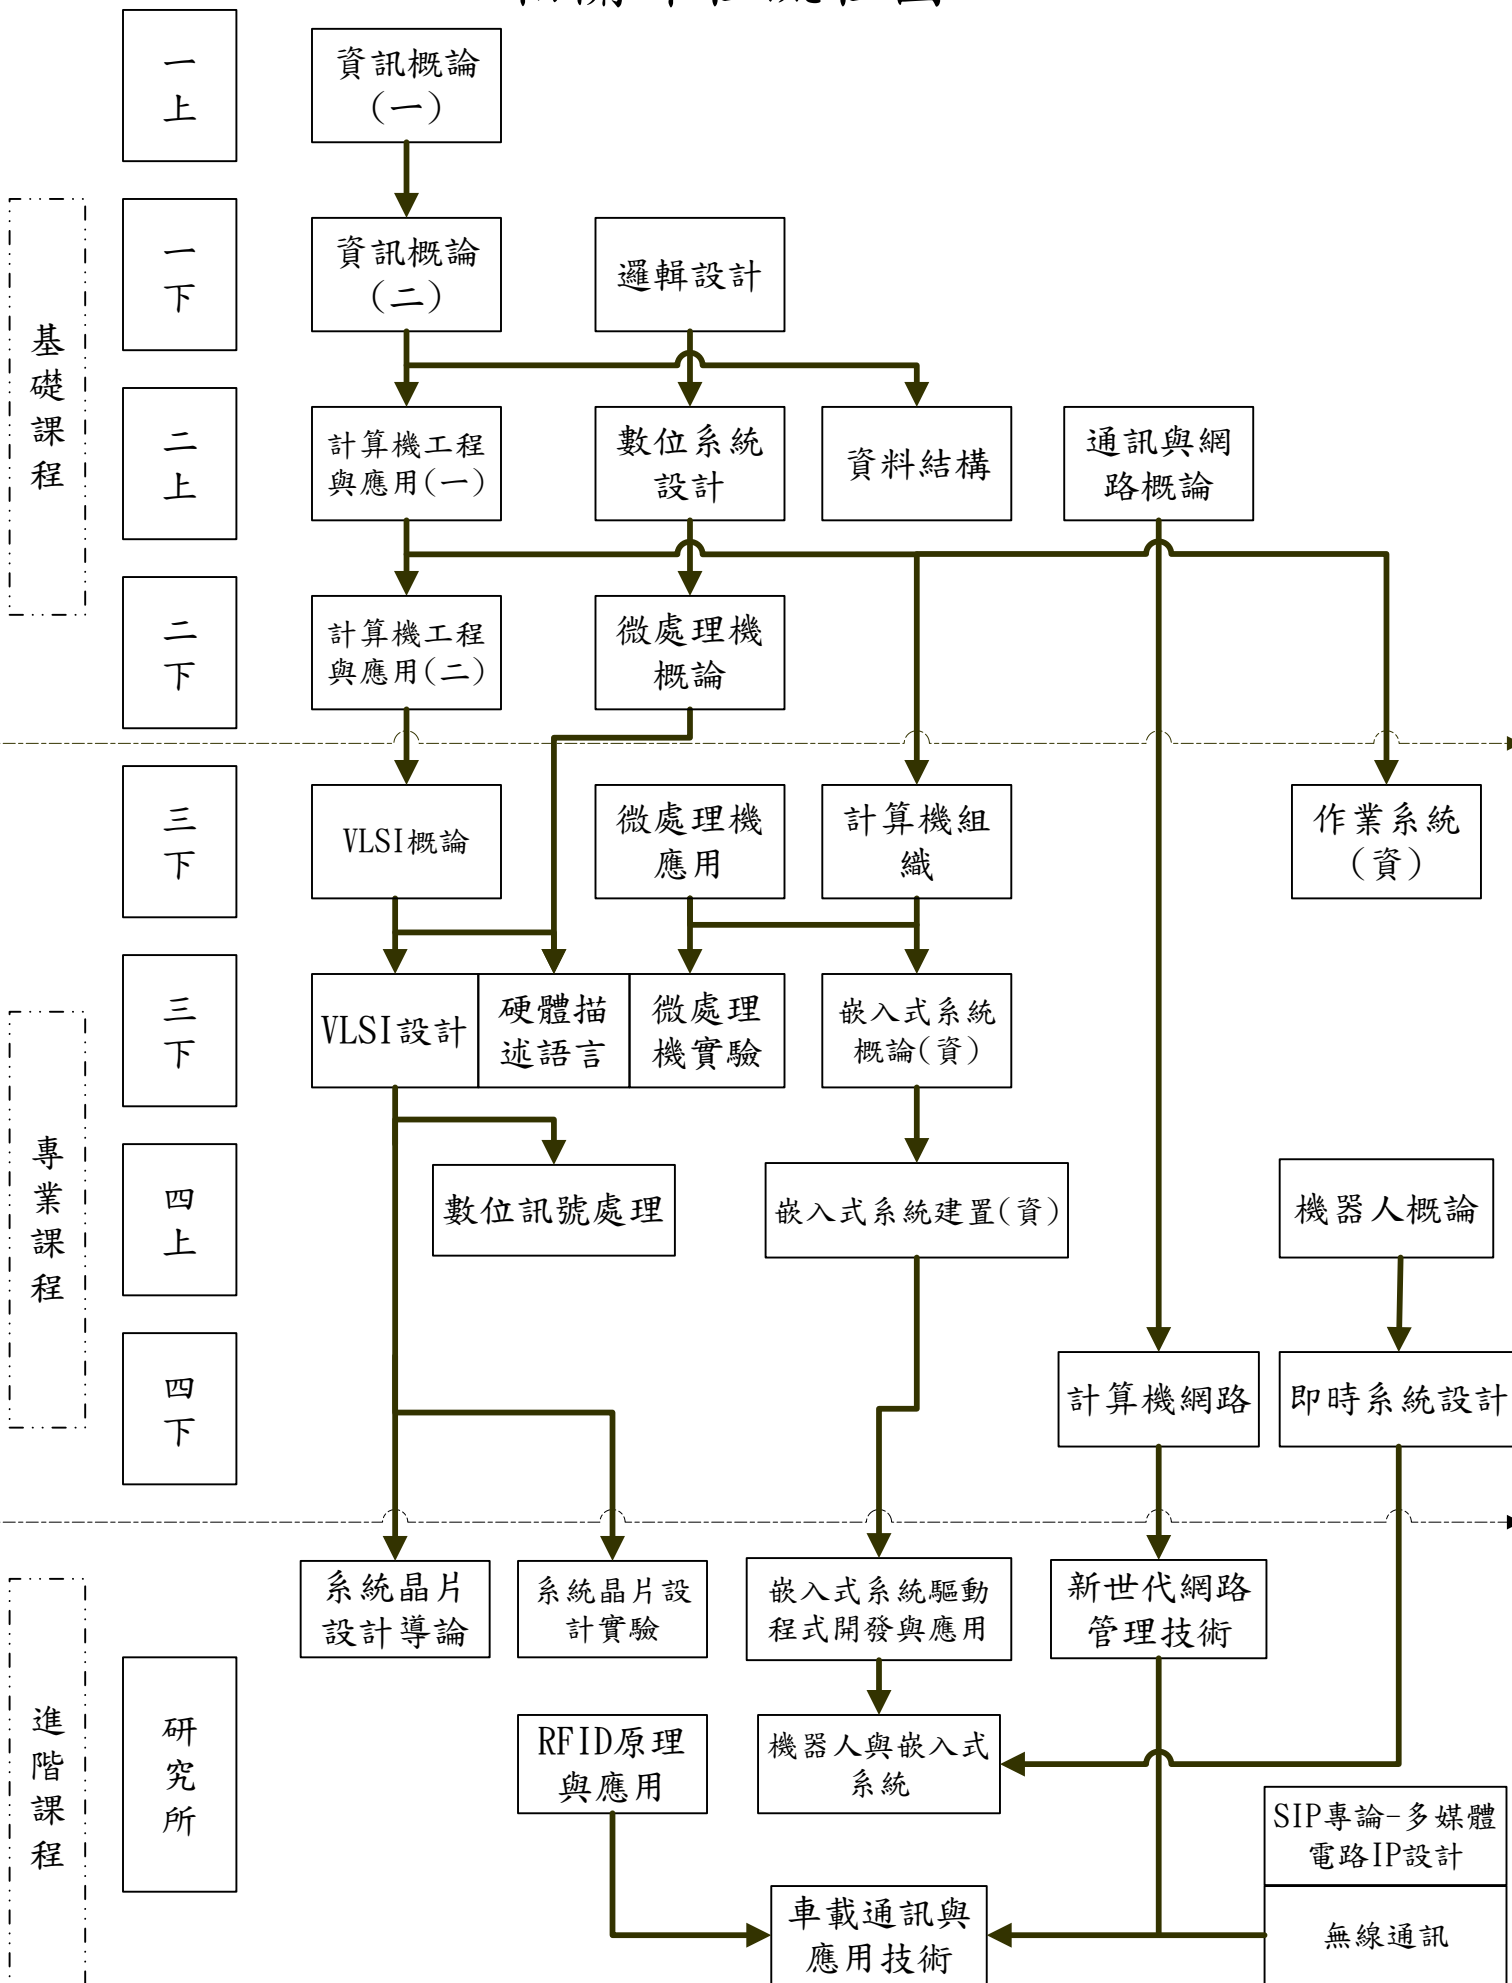 一
上
資訊概論
(一)
基
礎
課
程
一
下
資訊概論
(二)
邏輯設計
二
上
計算機工程
與應用(一)
數位系統
設計
資料結構
通訊與網
路概論
二
下
計算機工程
與應用(二)
微處理機
概論
三
下
VLSI概論
微處理機
應用
計算機組
織
作業系統
(資)
專
業
課
程
三
下
VLSI設計
硬體描
述語言
微處理
機實驗
嵌入式系統
概論(資)
四
上
數位訊號處理
嵌入式系統建置(資)
機器人概論
四
下
計算機網路
即時系統設計
進
階
課
程
研
究
所
系統晶片
設計導論
系統晶片設
計實驗
嵌入式系統驅動
程式開發與應用
新世代網路
管理技術
RFID原理
與應用
機器人與嵌入式
系統
SIP專論-多媒體
電路IP設計
車載通訊與
應用技術
無線通訊